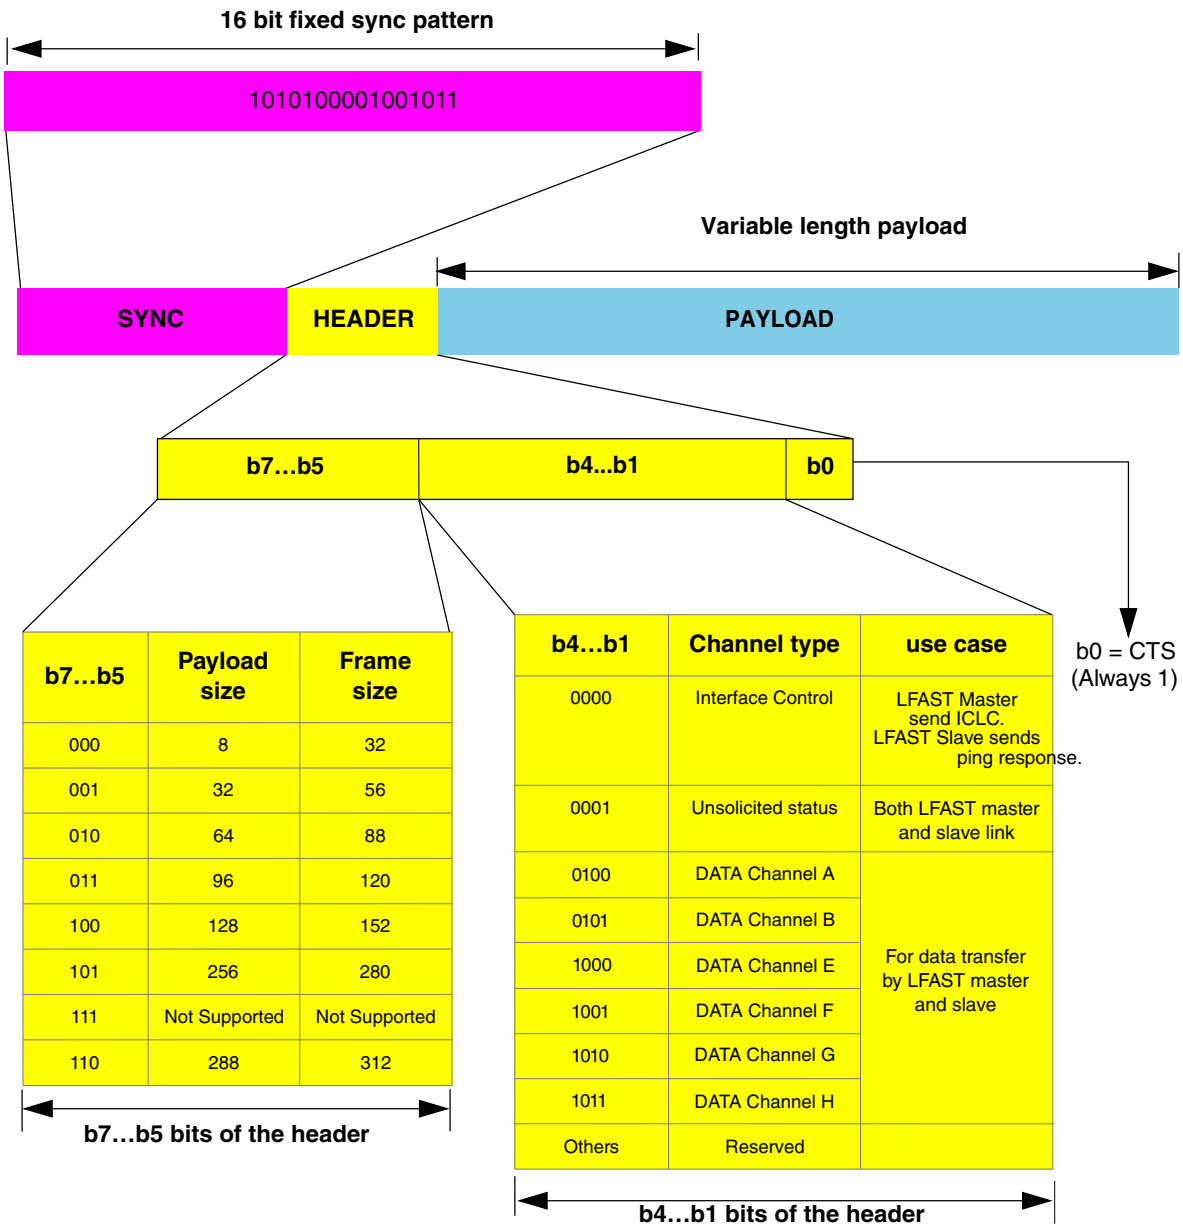 16 bit fixed sync pattern
1010100001001011
Variable length payload
SYNC
HEADER
PAYLOAD
b7...b5
b4...b1
b0
b0 = CTS
(Always 1)
b7...b5 Payload size Frame size
000 8 32
001 32 56
010 64 88
011 96 120
100 128 152
101 256 280
111 Not Supported Not Supported
110 288 312
b7...b5 bits of the header
b4...b1 Channel type use case
0000 Interface Control LFAST Master
send ICLC.
LFAST Slave sends
ping response.
0001 Unsolicited status Both LFAST master
and slave link
0100 DATA Channel A
0101 DATA Channel B
1000 DATA Channel E
1001 DATA Channel F
1010 DATA Channel G
1011 DATA Channel H
For data transfer
by LFAST master
and slave
Others Reserved
b4...b1 bits of the header